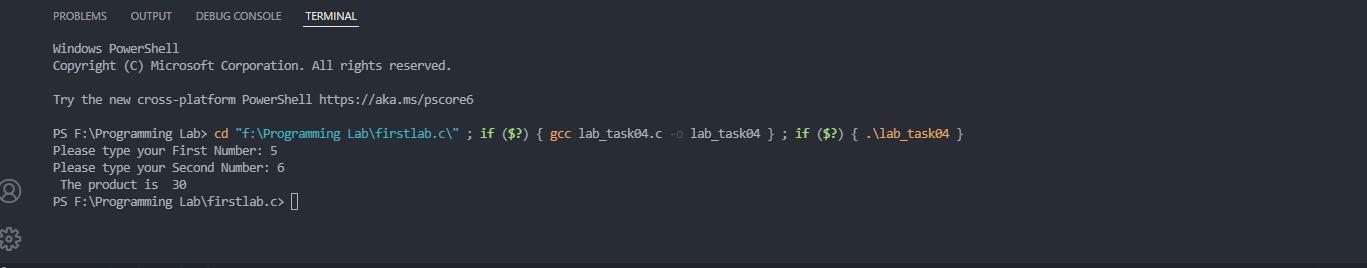 PROBLEMS OUTPUT DEBUG CONSOLE TERMINAL
Windows PowerShell
Copyright (C) Microsoft Corporation. All rights reserved.
Try the new cross-platform PowerShell https://aka.ms/pscore6
PS F:\Programming Lab> cd "f:\Programming Lab\firstlab.c\" ; if ($?) { gcc lab_task04.c -o lab_task04 } ; if ($?) { .\lab_task04 }
Please type your First Number: 5
Please type your Second Number: 6
The product is  30
PS F:\Programming Lab\firstlab.c>